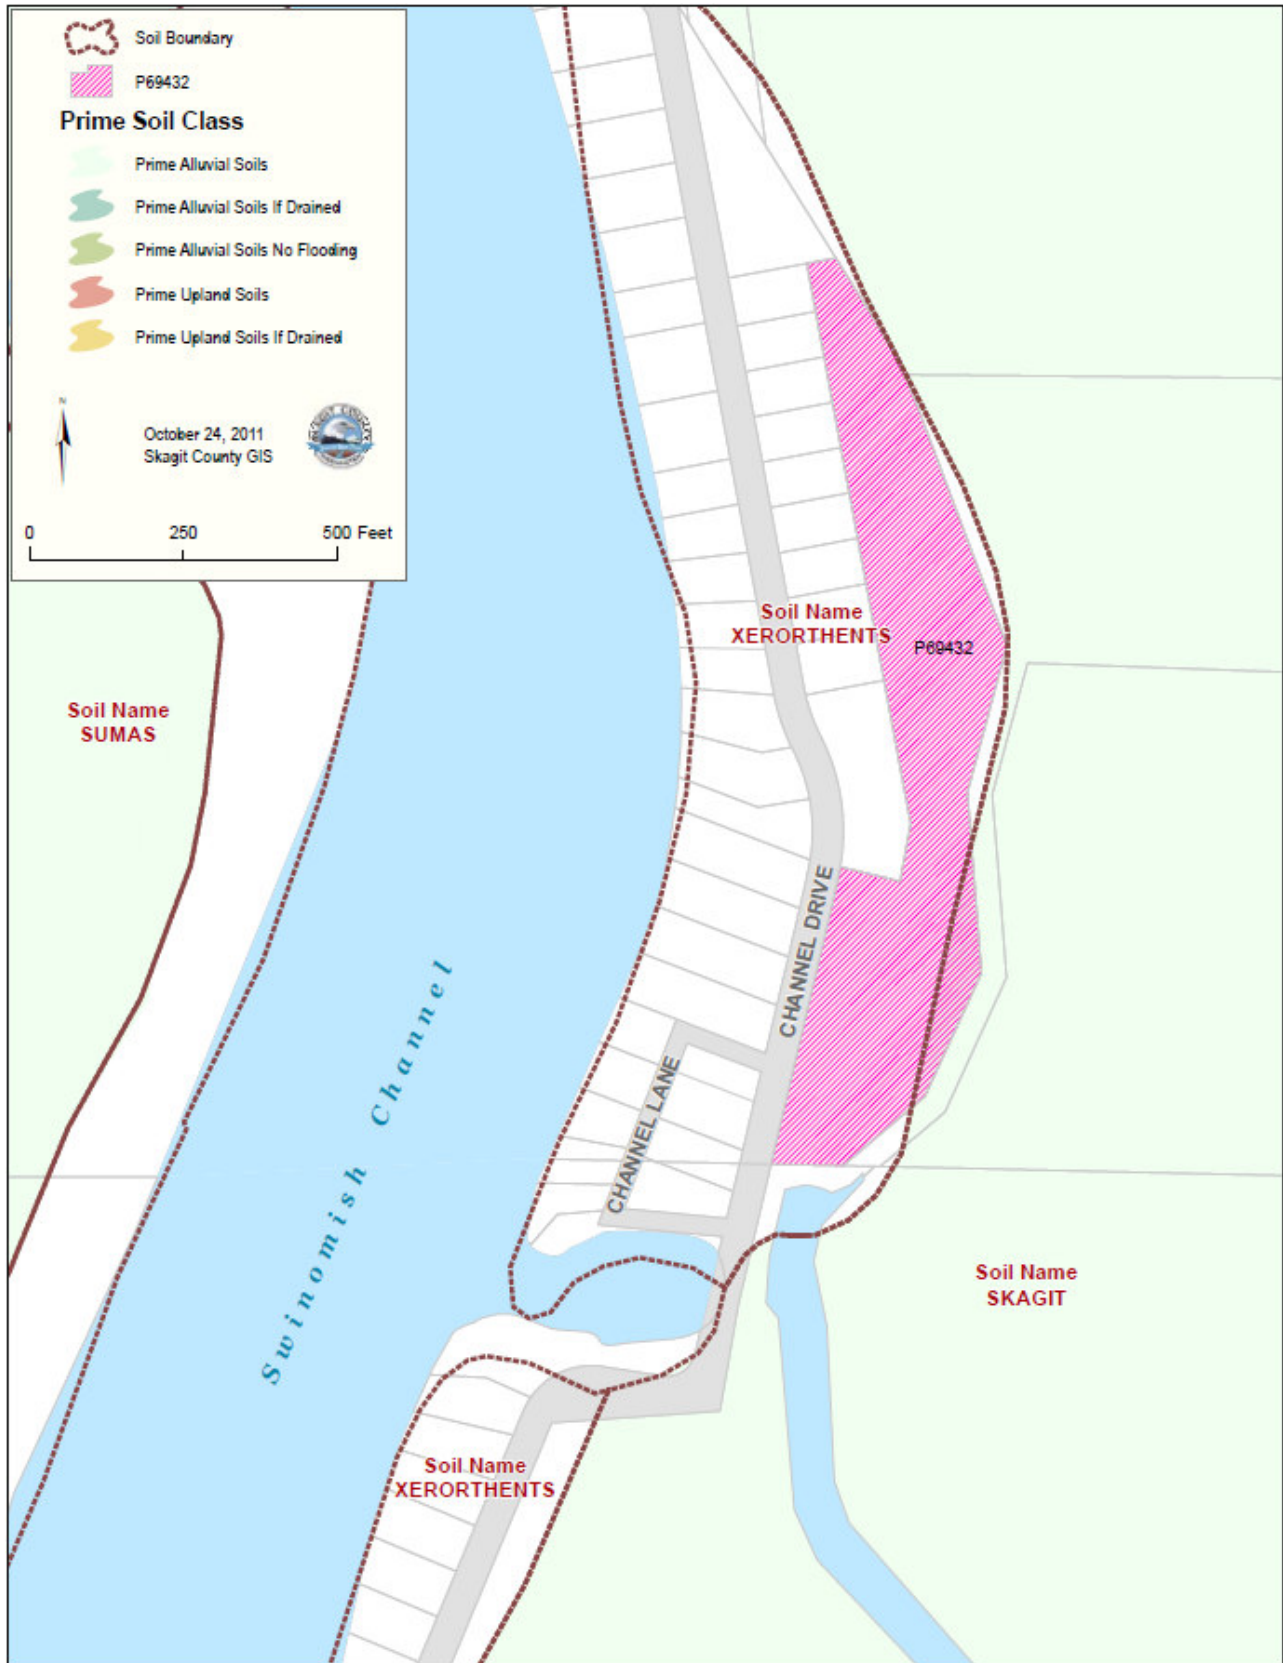 Soil Boundary
P69432
Prime Soil Class
Prime Alluvial Soils
Prime Alluvial Soils If Drained
Prime Alluvial Soils No Flooding
Prime Upland Soils
Prime Upland Soils If Drained
N
October 24, 2011
Skagit County GIS
0 250 500 Feet
Soil Name
XERORTHENTS
P69432
Soil Name
SUMAS
CHANNEL DRIVE
Swinomish Channel
CHANNEL LANE
Soil Name
SKAGIT
Soil Name
XERORTHENTS